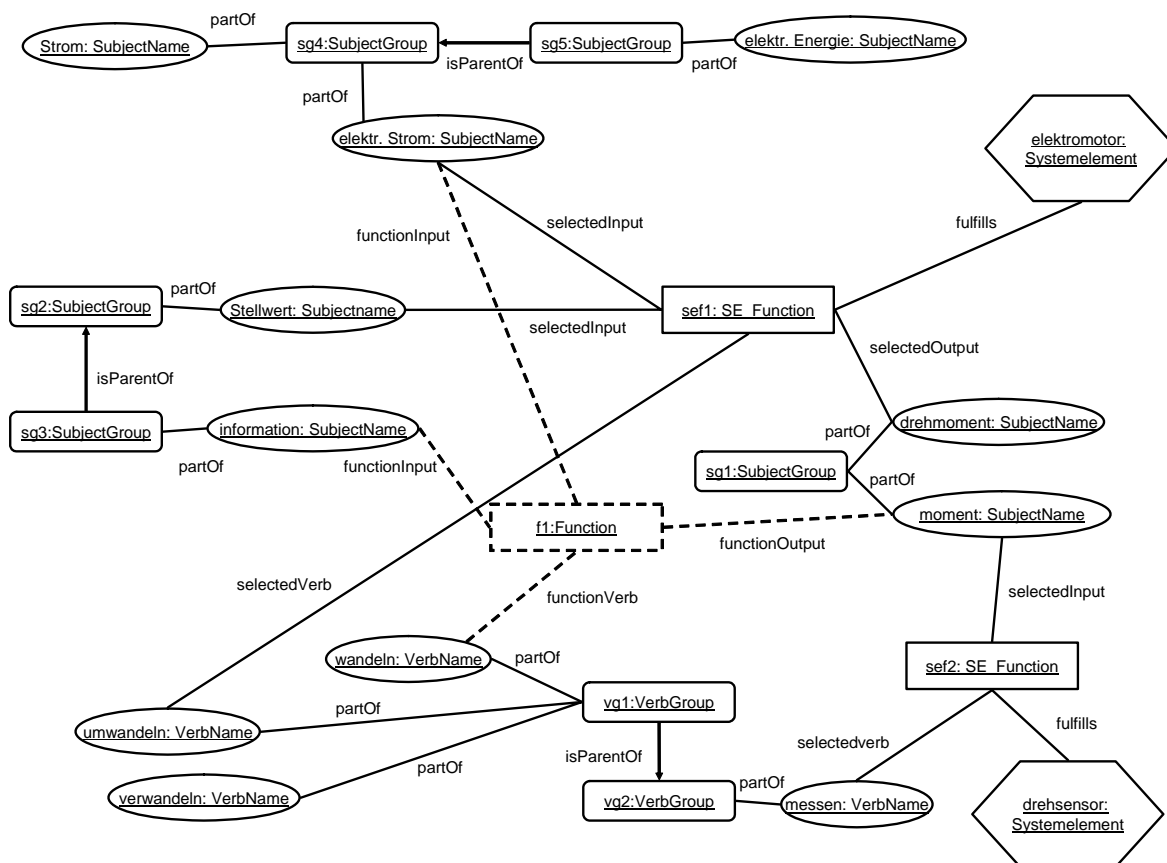 partOf
Strom: SubjectName
sg4:SubjectGroup
sg5:SubjectGroup
elektr. Energie: SubjectName
isParentOf
partOf
partOf
elektr. Strom: SubjectName
elektromotor:
Systemelement
selectedInput
functionInput
fulfills
partOf
sg2:SubjectGroup
Stellwert: Subjectname
sef1: SE_Function
selectedInput
selectedOutput
isParentOf
sg3:SubjectGroup
information: SubjectName
drehmoment: SubjectName
partOf
partOf
functionInput
sg1:SubjectGroup
partOf
f1:Function
moment: SubjectName
functionOutput
selectedVerb
functionVerb
selectedInput
wandeln: VerbName
partOf
sef2: SE_Function
vg1:VerbGroup
partOf
umwandeln: VerbName
fulfills
selectedverb
isParentOf
partOf
partOf
verwandeln: VerbName
vg2:VerbGroup
messen: VerbName
drehsensor:
Systemelement